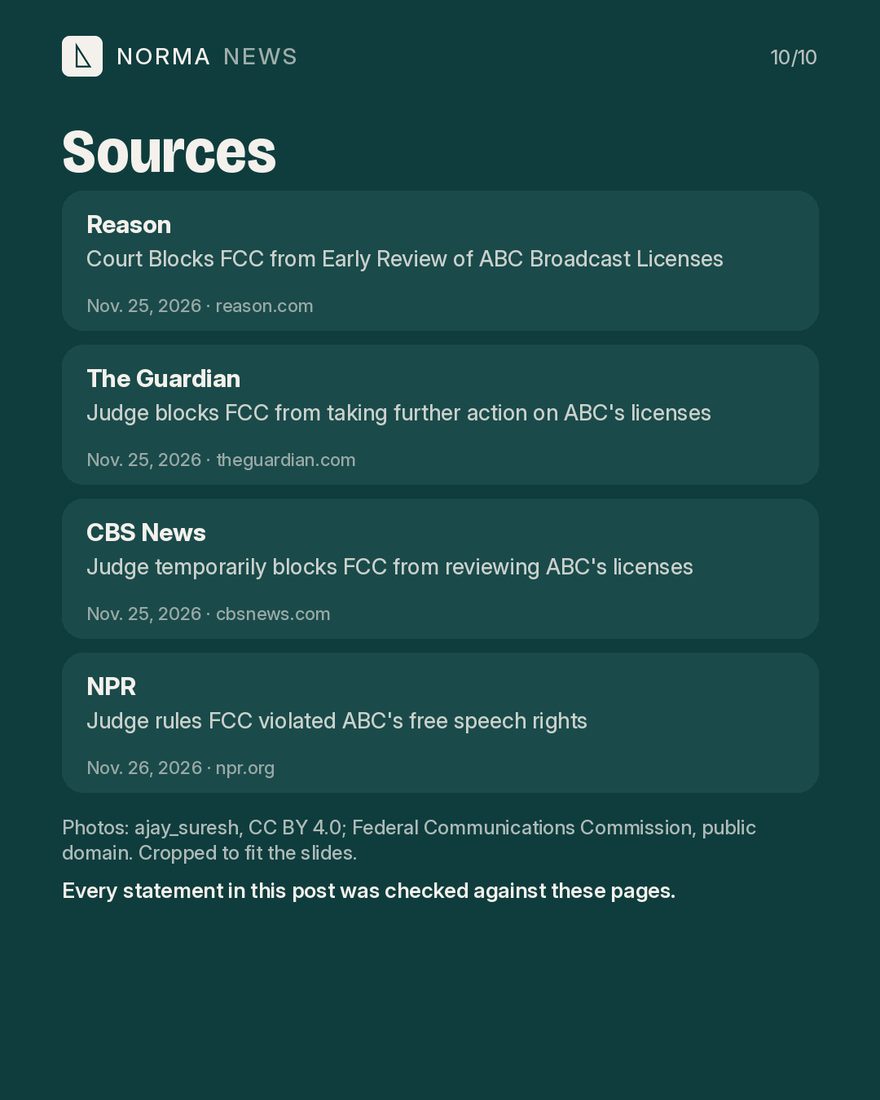 NORMA NEWS
10/10
Sources
Reason
Court Blocks FCC from Early Review of ABC Broadcast Licenses
Nov. 25, 2026 · reason.com
The Guardian
Judge blocks FCC from taking further action on ABC's licenses
Nov. 25, 2026 · theguardian.com
CBS News
Judge temporarily blocks FCC from reviewing ABC's licenses
Nov. 25, 2026 · cbsnews.com
NPR
Judge rules FCC violated ABC's free speech rights
Nov. 26, 2026 · npr.org
Photos: ajay_suresh, CC BY 4.0; Federal Communications Commission, public
domain. Cropped to fit the slides.
Every statement in this post was checked against these pages.